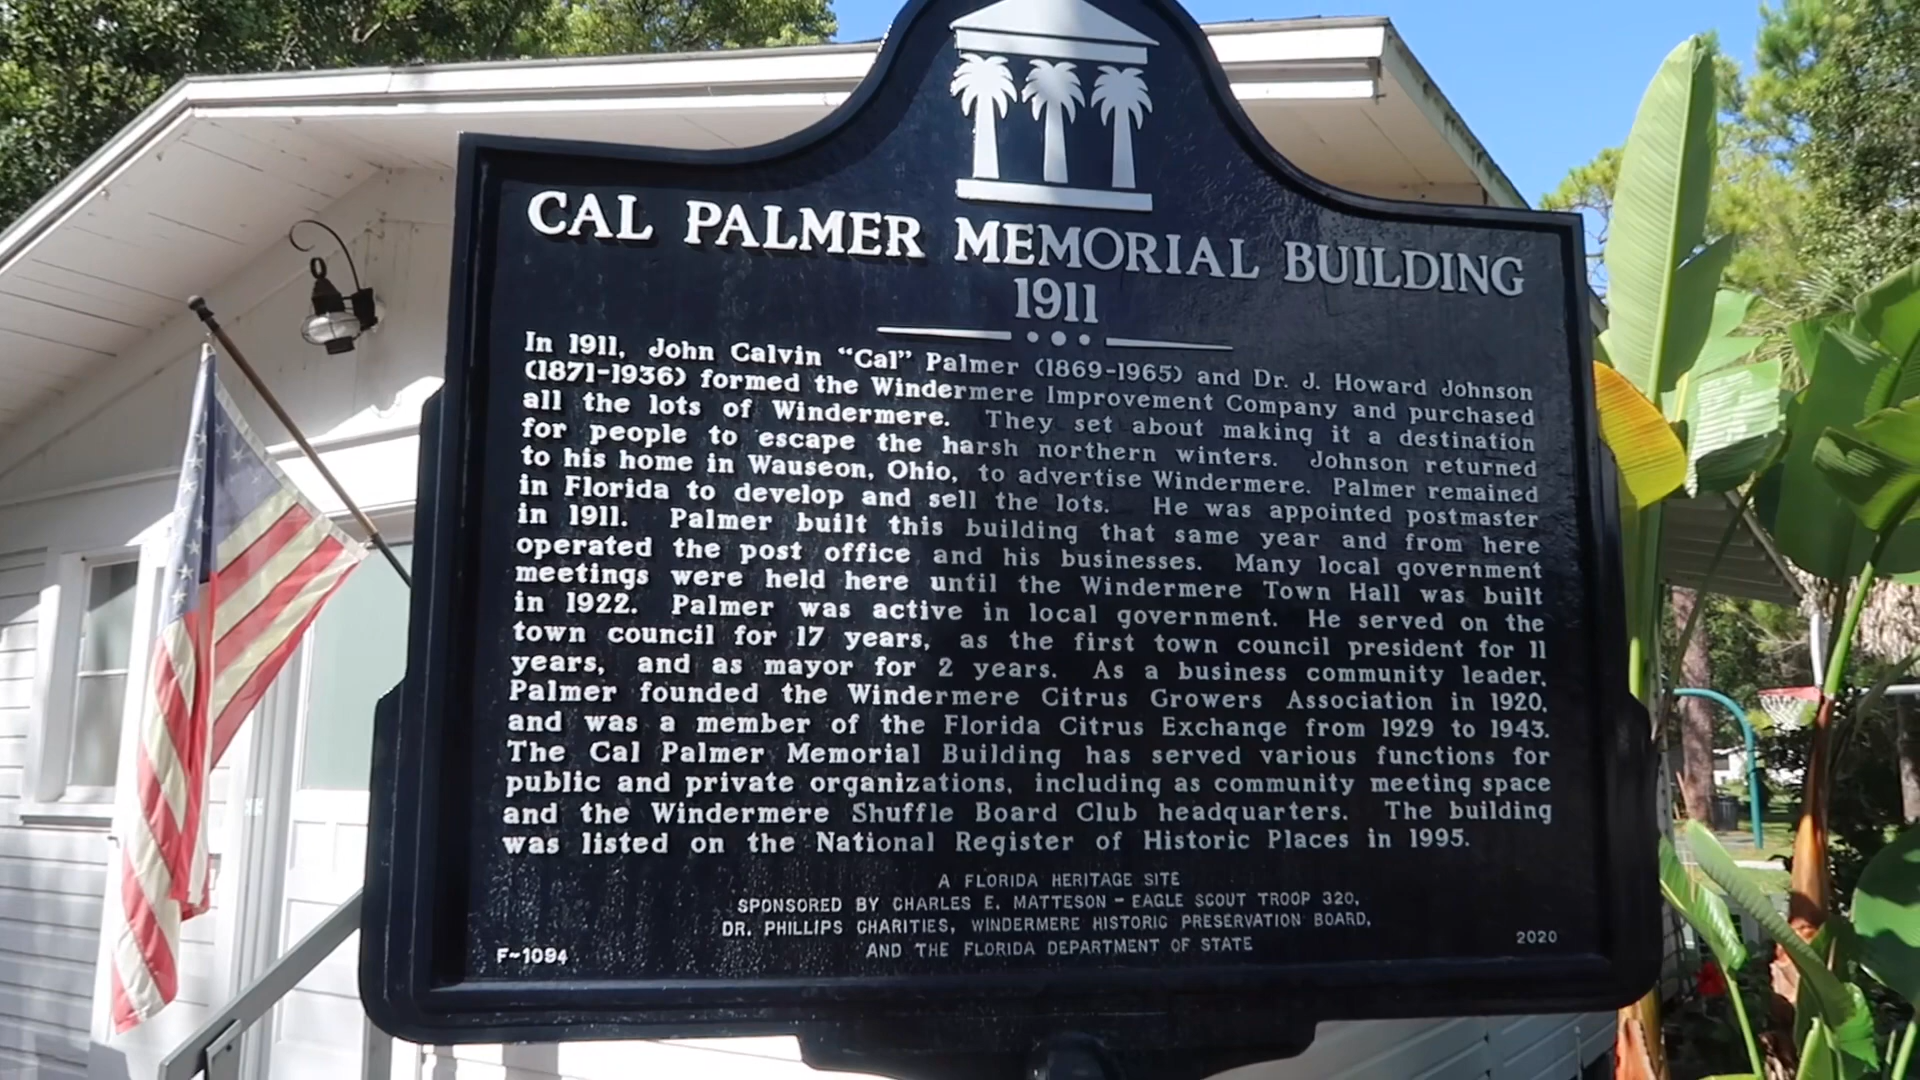 CAL PALMER MEMORIAL BUILDING
1911
In 1911, John Calvin “Cal” Palmer (1869-1965) and Dr. J. Howard Johnson
(1871-1936) formed the Windermere Improvement Company and purchased
all the lots of Windermere. They set about making it a destination
for people to escape the harsh northern winters. Johnson returned
to his home in Wauseon, Ohio, to advertise Windermere. Palmer remained
in Florida to develop and sell the lots. He was appointed postmaster
in 1911. Palmer built this building that same year and from here
operated the post office and his businesses. Many local government
meetings were held here until the Windermere Town Hall was built
in 1922. Palmer was active in local government. He served on the
town council for 17 years, as the first town council president for 11
years, and as mayor for 2 years. As a business community leader,
Palmer founded the Windermere Citrus Growers Association in 1920,
and was a member of the Florida Citrus Exchange from 1929 to 1943.
The Cal Palmer Memorial Building has served various functions for
public and private organizations, including as community meeting space
and the Windermere Shuffle Board Club headquarters. The building
was listed on the National Register of Historic Places in 1995.
A FLORIDA HERITAGE SITE
SPONSORED BY CHARLES E. MATTESON - EAGLE SCOUT TROOP 320,
DR. PHILLIPS CHARITIES, WINDERMERE HISTORIC PRESERVATION BOARD,
AND THE FLORIDA DEPARTMENT OF STATE
F-1094
2020